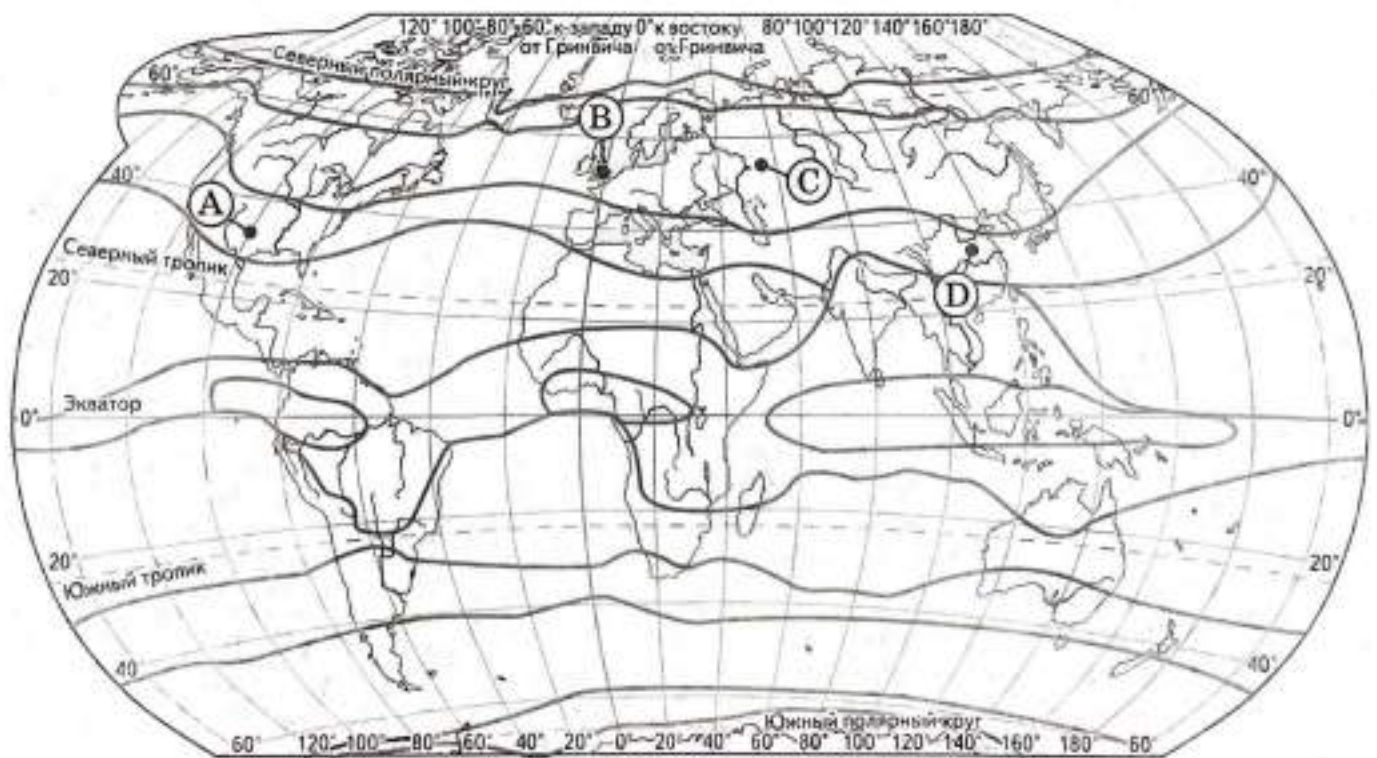 120° 100° 80° 60° к западу 0° к востоку 80° 100° 120° 140° 160° 180°
от Гринвича от Гринвича
Северный полярный круг
60° 60°
B
C
40° 40°
A
Северный тропик
20° 20°
D
Экватор
0° 0°
20° 20°
Южный тропик
40 40°
Южный полярный круг
60° 120° 100° 80° 60° 40° 20° 0° 20° 40° 60° 80° 100° 120° 140° 160° 180 60